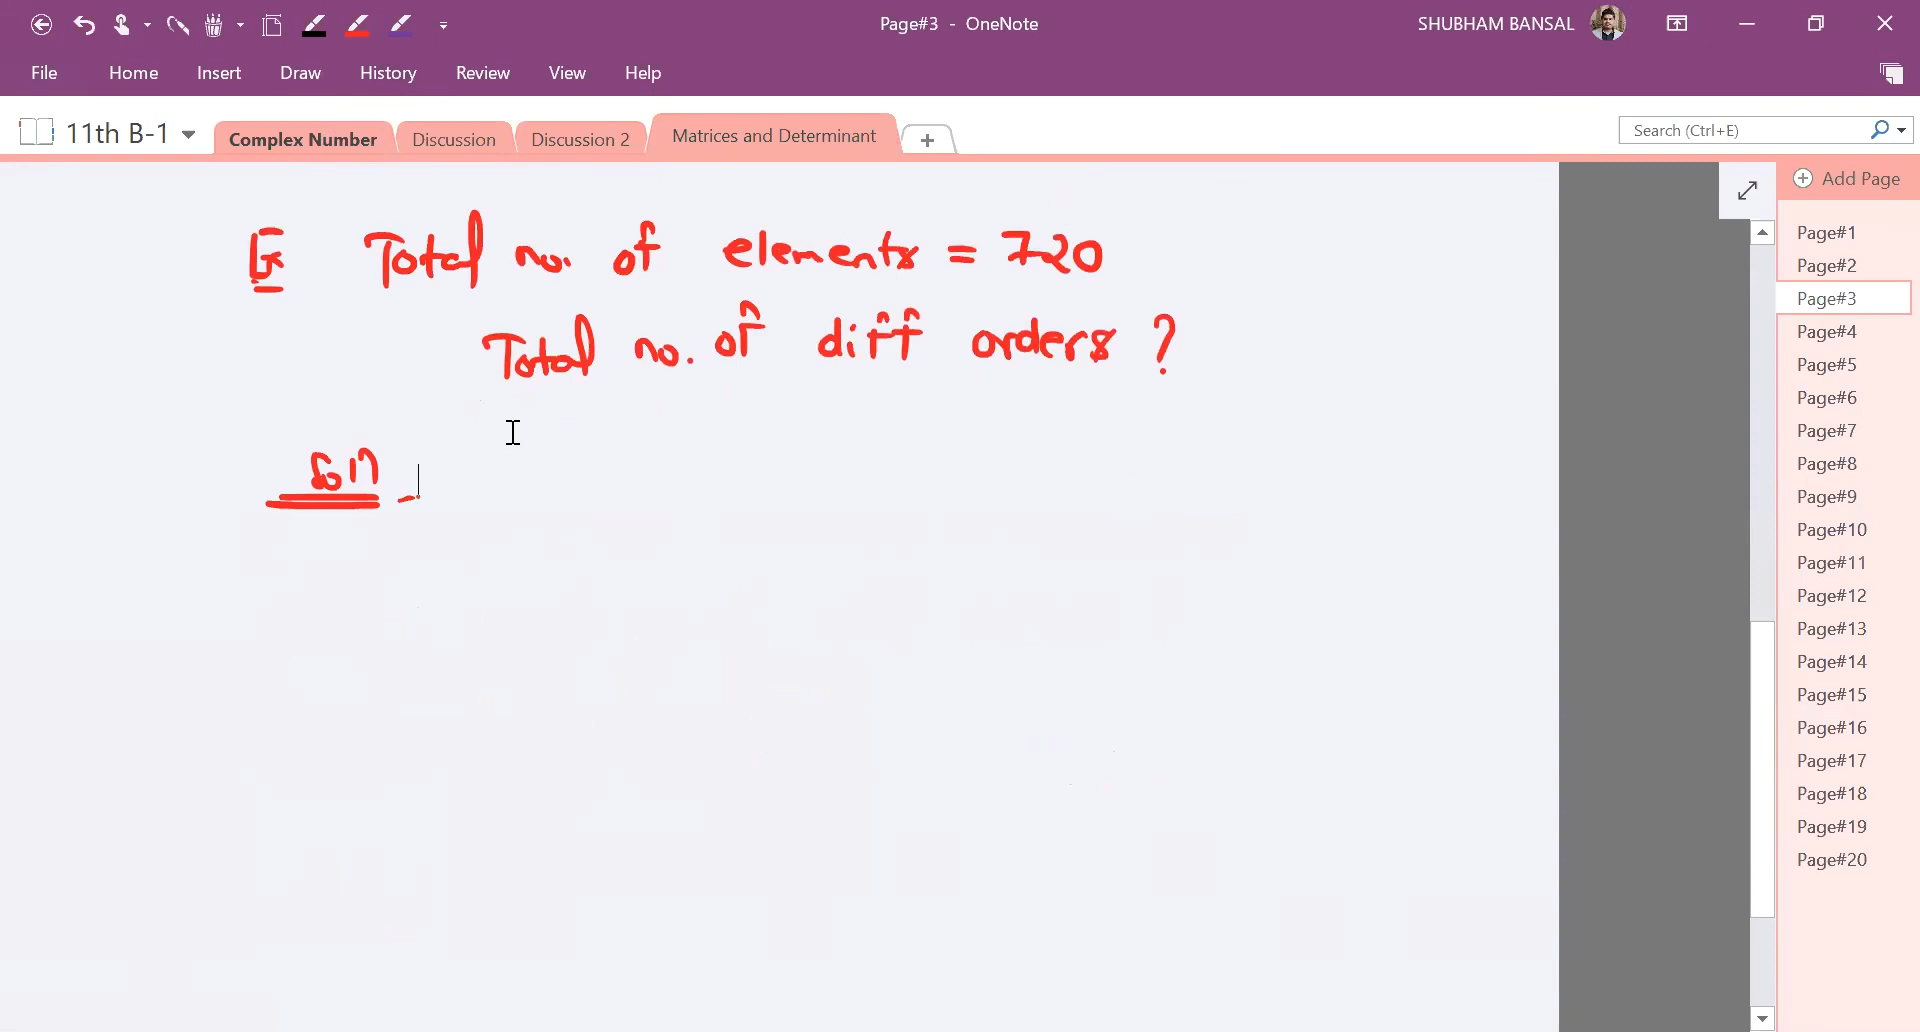 Page#3 - OneNote
SHUBHAM BANSAL
File Home Insert Draw History Review View Help
11th B-1
Complex Number
Discussion
Discussion 2
Matrices and Determinant
Search (Ctrl+E)
Add Page
Ex Total no. of elements = 720
Total no. of diff orders ?
Soln
Page#1
Page#2
Page#3
Page#4
Page#5
Page#6
Page#7
Page#8
Page#9
Page#10
Page#11
Page#12
Page#13
Page#14
Page#15
Page#16
Page#17
Page#18
Page#19
Page#20